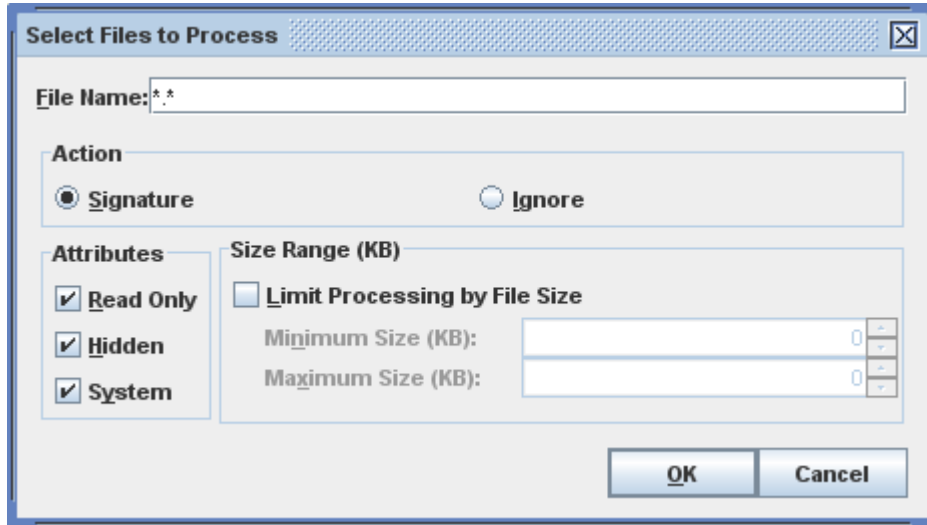 Select Files to Process
File Name: *.*
Action
Signature Ignore
Attributes
Read Only
Hidden
System
Size Range (KB)
Limit Processing by File Size
Minimum Size (KB): 0
Maximum Size (KB): 0
OK Cancel